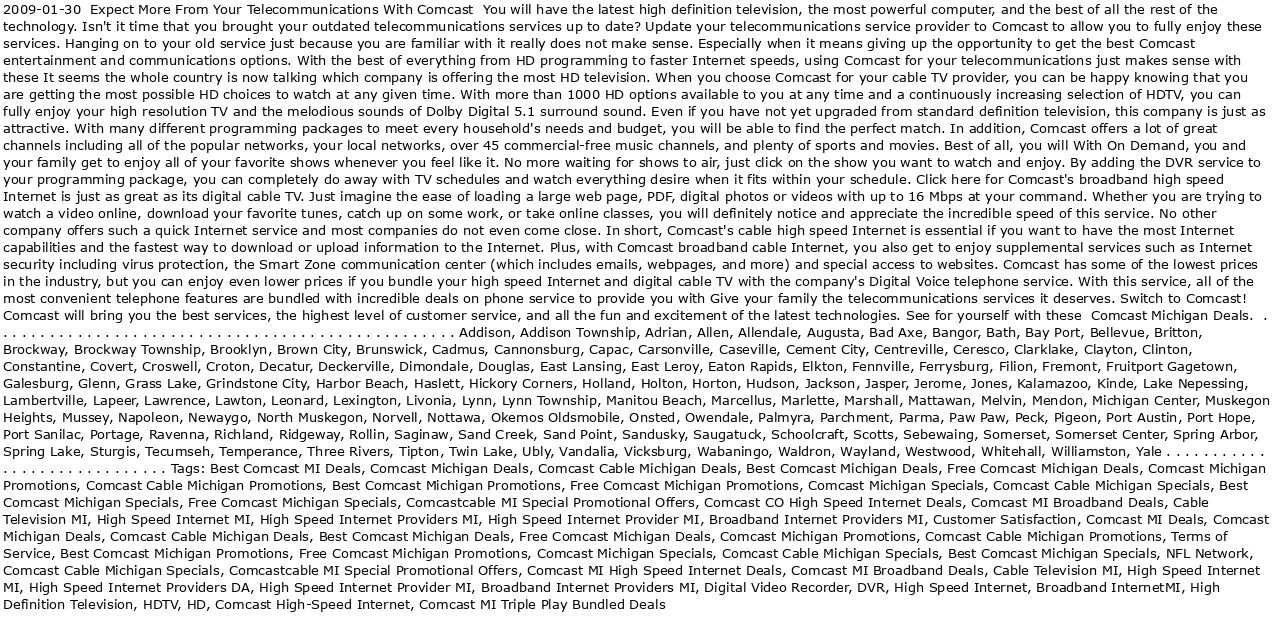 2009-01-30  Expect More From Your Telecommunications With Comcast  You will have the latest high definition television, the most powerful computer, and the best of all the rest of the
technology. Isn't it time that you brought your outdated telecommunications services up to date? Update your telecommunications service provider to Comcast to allow you to fully enjoy these
services. Hanging on to your old service just because you are familiar with it really does not make sense. Especially when it means giving up the opportunity to get the best Comcast
entertainment and communications options. With the best of everything from HD programming to faster Internet speeds, using Comcast for your telecommunications just makes sense with
these It seems the whole country is now talking which company is offering the most HD television. When you choose Comcast for your cable TV provider, you can be happy knowing that you
are getting the most possible HD choices to watch at any given time. With more than 1000 HD options available to you at any time and a continuously increasing selection of HDTV, you can
fully enjoy your high resolution TV and the melodious sounds of Dolby Digital 5.1 surround sound. Even if you have not yet upgraded from standard definition television, this company is just as
attractive. With many different programming packages to meet every household's needs and budget, you will be able to find the perfect match. In addition, Comcast offers a lot of great
channels including all of the popular networks, your local networks, over 45 commercial-free music channels, and plenty of sports and movies. Best of all, you will With On Demand, you and
your family get to enjoy all of your favorite shows whenever you feel like it. No more waiting for shows to air, just click on the show you want to watch and enjoy. By adding the DVR service to
your programming package, you can completely do away with TV schedules and watch everything desire when it fits within your schedule. Click here for Comcast's broadband high speed
Internet is just as great as its digital cable TV. Just imagine the ease of loading a large web page, PDF, digital photos or videos with up to 16 Mbps at your command. Whether you are trying to
watch a video online, download your favorite tunes, catch up on some work, or take online classes, you will definitely notice and appreciate the incredible speed of this service. No other
company offers such a quick Internet service and most companies do not even come close. In short, Comcast's cable high speed Internet is essential if you want to have the most Internet
capabilities and the fastest way to download or upload information to the Internet. Plus, with Comcast broadband cable Internet, you also get to enjoy supplemental services such as Internet
security including virus protection, the Smart Zone communication center (which includes emails, webpages, and more) and special access to websites. Comcast has some of the lowest prices
in the industry, but you can enjoy even lower prices if you bundle your high speed Internet and digital cable TV with the company's Digital Voice telephone service. With this service, all of the
most convenient telephone features are bundled with incredible deals on phone service to provide you with Give your family the telecommunications services it deserves. Switch to Comcast!
Comcast will bring you the best services, the highest level of customer service, and all the fun and excitement of the latest technologies. See for yourself with these  Comcast Michigan Deals.  .
. . . . . . . . . . . . . . . . . . . . . . . . . . . . . . . . . . . . . . . . . . . . . . . . . . . . . . Addison, Addison Township, Adrian, Allen, Allendale, Augusta, Bad Axe, Bangor, Bath, Bay Port, Bellevue, Britton,
Brockway, Brockway Township, Brooklyn, Brown City, Brunswick, Cadmus, Cannonsburg, Capac, Carsonville, Caseville, Cement City, Centreville, Ceresco, Clarklake, Clayton, Clinton,
Constantine, Covert, Croswell, Croton, Decatur, Deckerville, Dimondale, Douglas, East Lansing, East Leroy, Eaton Rapids, Elkton, Fennville, Ferrysburg, Filion, Fremont, Fruitport Gagetown,
Galesburg, Glenn, Grass Lake, Grindstone City, Harbor Beach, Haslett, Hickory Corners, Holland, Holton, Horton, Hudson, Jackson, Jasper, Jerome, Jones, Kalamazoo, Kinde, Lake Nepessing,
Lambertville, Lapeer, Lawrence, Lawton, Leonard, Lexington, Livonia, Lynn, Lynn Township, Manitou Beach, Marcellus, Marlette, Marshall, Mattawan, Melvin, Mendon, Michigan Center, Muskegon
Heights, Mussey, Napoleon, Newaygo, North Muskegon, Norvell, Nottawa, Okemos Oldsmobile, Onsted, Owendale, Palmyra, Parchment, Parma, Paw Paw, Peck, Pigeon, Port Austin, Port Hope,
Port Sanilac, Portage, Ravenna, Richland, Ridgeway, Rollin, Saginaw, Sand Creek, Sand Point, Sandusky, Saugatuck, Schoolcraft, Scotts, Sebewaing, Somerset, Somerset Center, Spring Arbor,
Spring Lake, Sturgis, Tecumseh, Temperance, Three Rivers, Tipton, Twin Lake, Ubly, Vandalia, Vicksburg, Wabaningo, Waldron, Wayland, Westwood, Whitehall, Williamston, Yale . . . . . . . . . . . .
. . . . . . . . . . . . . . . . . . . . Tags: Best Comcast MI Deals, Comcast Michigan Deals, Comcast Cable Michigan Deals, Best Comcast Michigan Deals, Free Comcast Michigan Deals, Comcast Michigan
Promotions, Comcast Cable Michigan Promotions, Best Comcast Michigan Promotions, Free Comcast Michigan Promotions, Comcast Michigan Specials, Comcast Cable Michigan Specials, Best
Comcast Michigan Specials, Free Comcast Michigan Specials, Comcastcable MI Special Promotional Offers, Comcast CO High Speed Internet Deals, Comcast MI Broadband Deals, Cable
Television MI, High Speed Internet MI, High Speed Internet Providers MI, High Speed Internet Provider MI, Broadband Internet Providers MI, Customer Satisfaction, Comcast MI Deals, Comcast
Michigan Deals, Comcast Cable Michigan Deals, Best Comcast Michigan Deals, Free Comcast Michigan Deals, Comcast Michigan Promotions, Comcast Cable Michigan Promotions, Terms of
Service, Best Comcast Michigan Promotions, Free Comcast Michigan Promotions, Comcast Michigan Specials, Comcast Cable Michigan Specials, Best Comcast Michigan Specials, NFL Network,
Comcast Cable Michigan Specials, Comcastcable MI Special Promotional Offers, Comcast MI High Speed Internet Deals, Comcast MI Broadband Deals, Cable Television MI, High Speed Internet
MI, High Speed Internet Providers DA, High Speed Internet Provider MI, Broadband Internet Providers MI, Digital Video Recorder, DVR, High Speed Internet, Broadband InternetMI, High
Definition Television, HDTV, HD, Comcast High-Speed Internet, Comcast MI Triple Play Bundled Deals